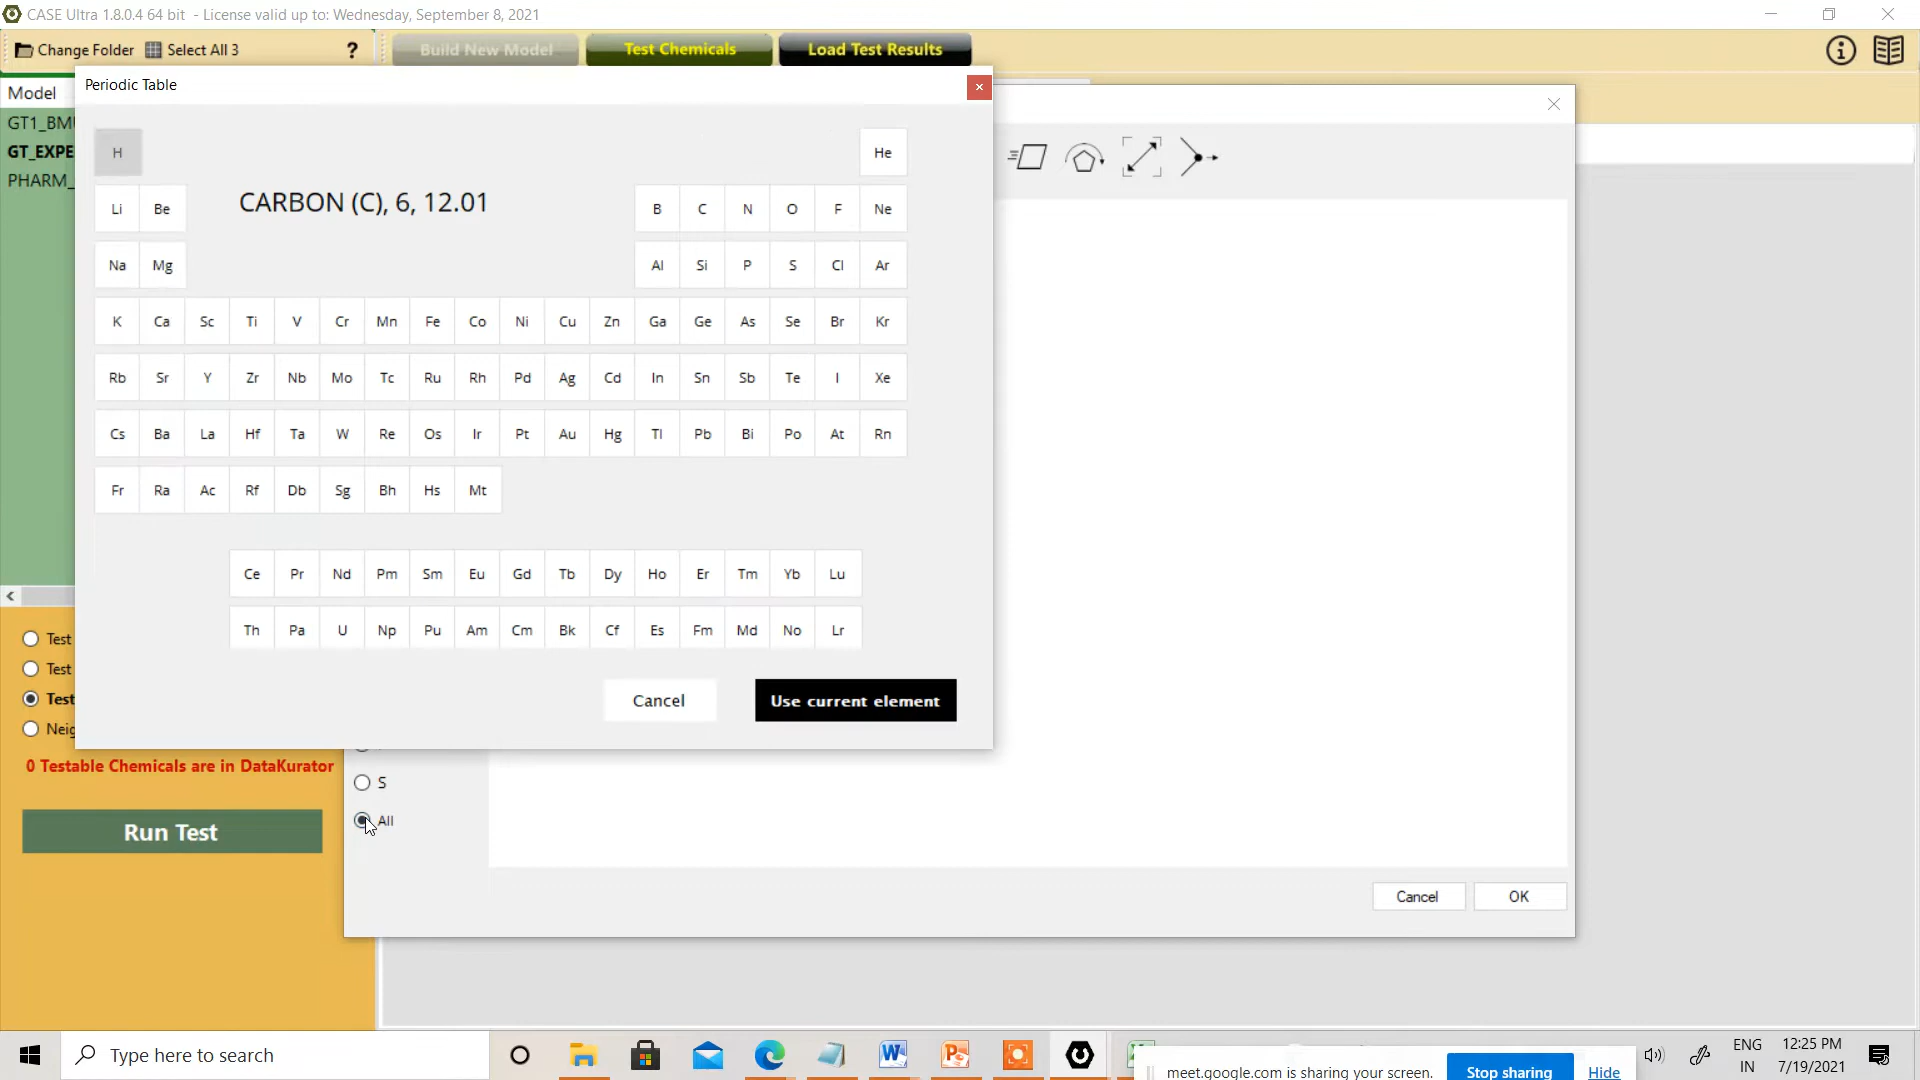 CASE Ultra 1.8.0.4 64 bit - License valid up to: Wednesday, September 8, 2021
Change Folder Select All 3 ? Build New Model Test Chemicals Load Test Results
Model
GT1_BM
GT_EXPE
PHARM_
Periodic Table
H He
CARBON (C), 6, 12.01
Li Be B C N O F Ne
Na Mg Al Si P S Cl Ar
K Ca Sc Ti V Cr Mn Fe Co Ni Cu Zn Ga Ge As Se Br Kr
Rb Sr Y Zr Nb Mo Tc Ru Rh Pd Ag Cd In Sn Sb Te I Xe
Cs Ba La Hf Ta W Re Os Ir Pt Au Hg Tl Pb Bi Po At Rn
Fr Ra Ac Rf Db Sg Bh Hs Mt
Ce Pr Nd Pm Sm Eu Gd Tb Dy Ho Er Tm Yb Lu
Th Pa U Np Pu Am Cm Bk Cf Es Fm Md No Lr
Cancel Use current element
Test
Test
Test
Neig
0 Testable Chemicals are in DataKurator
Run Test
S
All
Cancel OK
Type here to search
meet.google.com is sharing your screen. Stop sharing Hide
ENG
IN
12:25 PM
7/19/2021